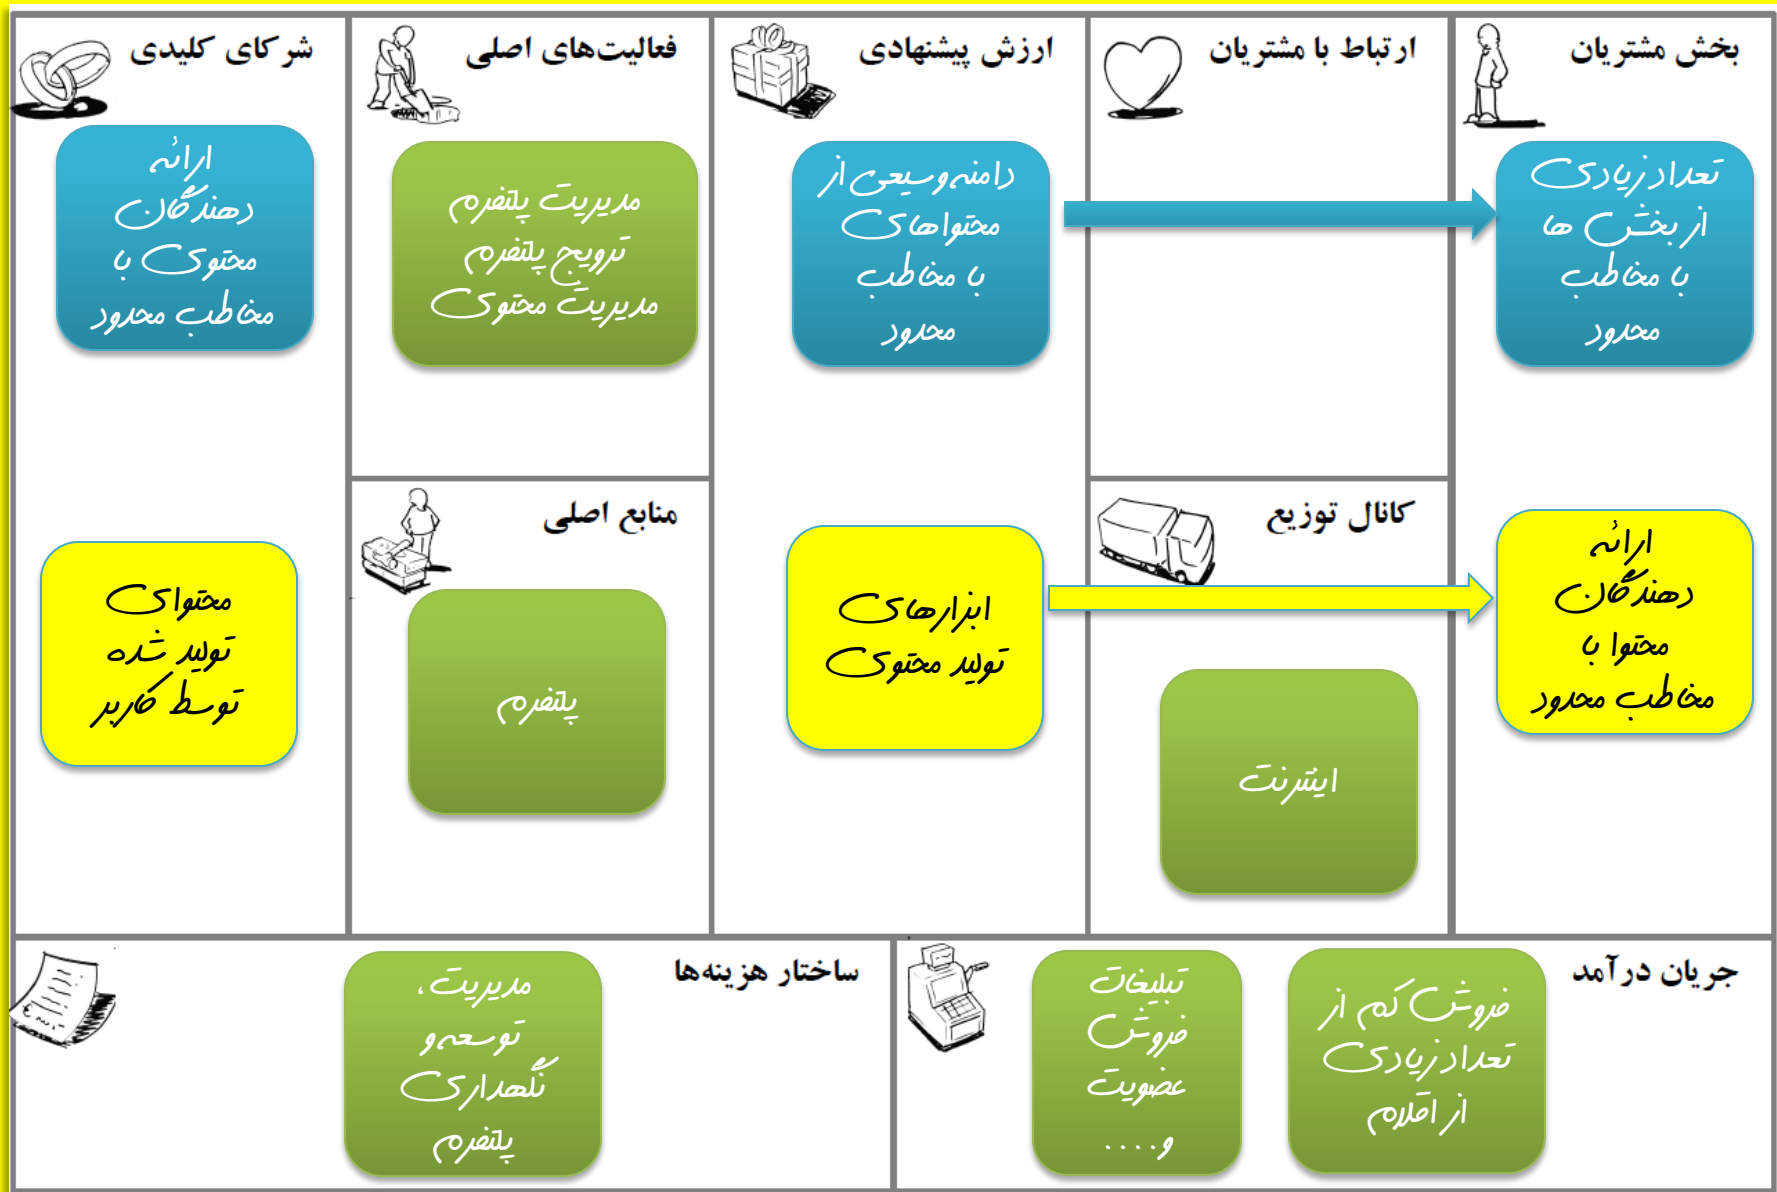 بخش مشتریان
تعداد زیادی
از بخش ها
با مخاطب
محدود
ارائه
دهندگان
محتوا با
مخاطب محدود
ارتباط با مشتریان
کانال توزیع
اینترنت
ارزش پیشنهادی
دامنه وسیعی از
محتواهای
با مخاطب
محدود
ابزارهای
تولید محتوی
فعالیت‌های اصلی
مدیریت پلتفرم
ترویج پلتفرم
مدیریت محتوی
منابع اصلی
پلتفرم
شرکای کلیدی
ارائه
دهندگان
محتوی با
مخاطب محدود
محتوای
تولید شده
توسط کاربر
جریان درآمد
فروش کم از
تعداد زیادی
از اقلام
تبلیغات
فروش
عضویت
و....
ساختار هزینه‌ها
مدیریت،
توسعه و
نگهداری
پلتفرم